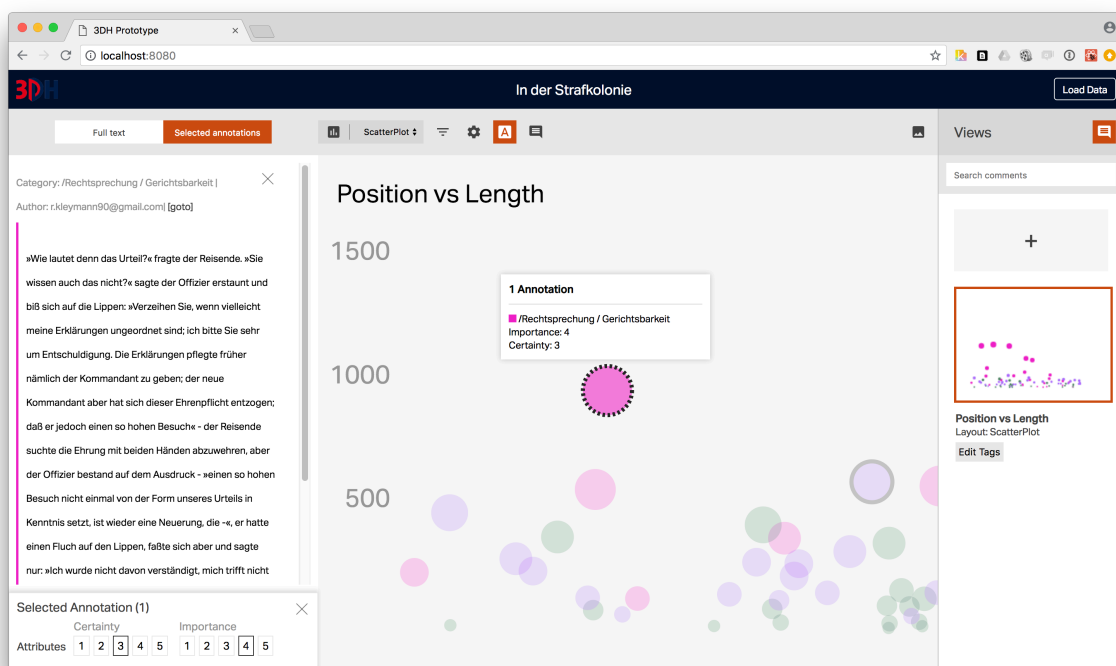 3DH Prototype
localhost:8080
3DH
In der Strafkolonie
Load Data
Full text
Selected annotations
ScatterPlot
A
Views
Category: /Rechtsprechung / Gerichtsbarkeit |
Author: r.kleymann90@gmail.com| [goto]
»Wie lautet denn das Urteil?« fragte der Reisende. »Sie
wissen auch das nicht?« sagte der Offizier erstaunt und
biß sich auf die Lippen: »Verzeihen Sie, wenn vielleicht
meine Erklärungen ungeordnet sind; ich bitte Sie sehr
um Entschuldigung. Die Erklärungen pflegte früher
nämlich der Kommandant zu geben; der neue
Kommandant aber hat sich dieser Ehrenpflicht entzogen;
daß er jedoch einen so hohen Besuch« - der Reisende
suchte die Ehrung mit beiden Händen abzuwehren, aber
der Offizier bestand auf dem Ausdruck - »einen so hohen
Besuch nicht einmal von der Form unseres Urteils in
Kenntnis setzt, ist wieder eine Neuerung, die -«, er hatte
einen Fluch auf den Lippen, faßte sich aber und sagte
nur: »Ich wurde nicht davon verständigt, mich trifft nicht
Selected Annotation (1)
Certainty
Importance
Attributes 1 2 3 4 5 1 2 3 4 5
Position vs Length
1500
1000
500
1 Annotation
/Rechtsprechung / Gerichtsbarkeit
Importance: 4
Certainty: 3
Search comments
+
Position vs Length
Layout: ScatterPlot
Edit Tags